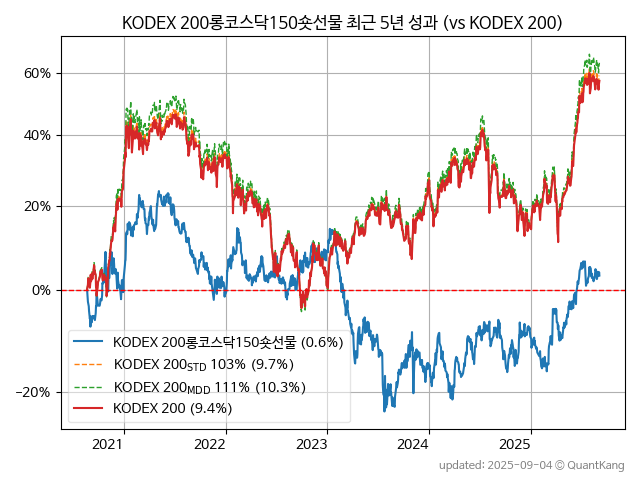 KODEX 200롱코스닥150숏선물 최근 5년 성과 (vs KODEX 200)
60%
40%
20%
0%
−20%
KODEX 200롱코스닥150숏선물 (0.6%)
KODEX 200STD 103% (9.7%)
KODEX 200MDD 111% (10.3%)
KODEX 200 (9.4%)
2021 2022 2023 2024 2025
updated: 2025-09-04 © QuantKang